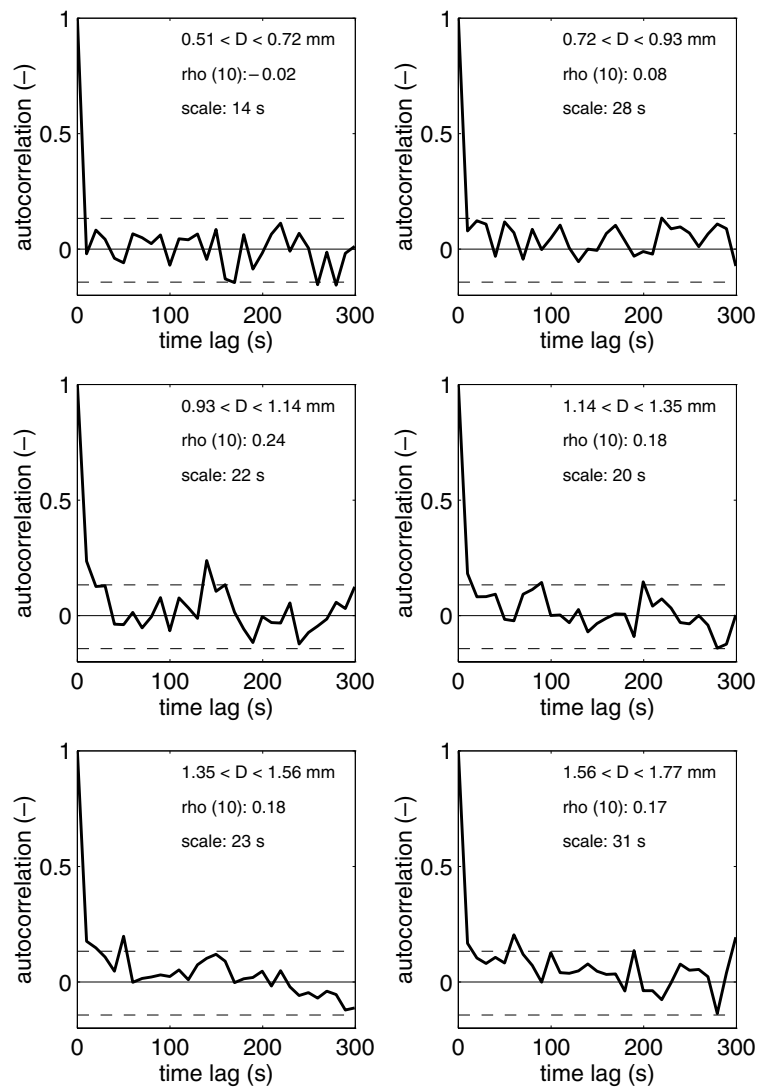 1
0.5
0
autocorrelation (−)
0.51 < D < 0.72 mm
rho (10):−0.02
scale: 14 s
0 100 200 300
time lag (s)
1
0.5
0
autocorrelation (−)
0.72 < D < 0.93 mm
rho (10): 0.08
scale: 28 s
0 100 200 300
time lag (s)
1
0.5
0
autocorrelation (−)
0.93 < D < 1.14 mm
rho (10): 0.24
scale: 22 s
0 100 200 300
time lag (s)
1
0.5
0
autocorrelation (−)
1.14 < D < 1.35 mm
rho (10): 0.18
scale: 20 s
0 100 200 300
time lag (s)
1
0.5
0
autocorrelation (−)
1.35 < D < 1.56 mm
rho (10): 0.18
scale: 23 s
0 100 200 300
time lag (s)
1
0.5
0
autocorrelation (−)
1.56 < D < 1.77 mm
rho (10): 0.17
scale: 31 s
0 100 200 300
time lag (s)